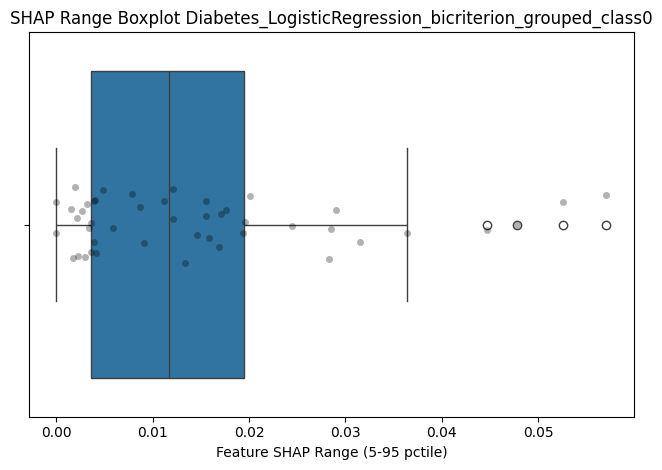 SHAP Range Boxplot Diabetes_LogisticRegression_bicriterion_grouped_class0
0.00 0.01 0.02 0.03 0.04 0.05
Feature SHAP Range (5-95 pctile)